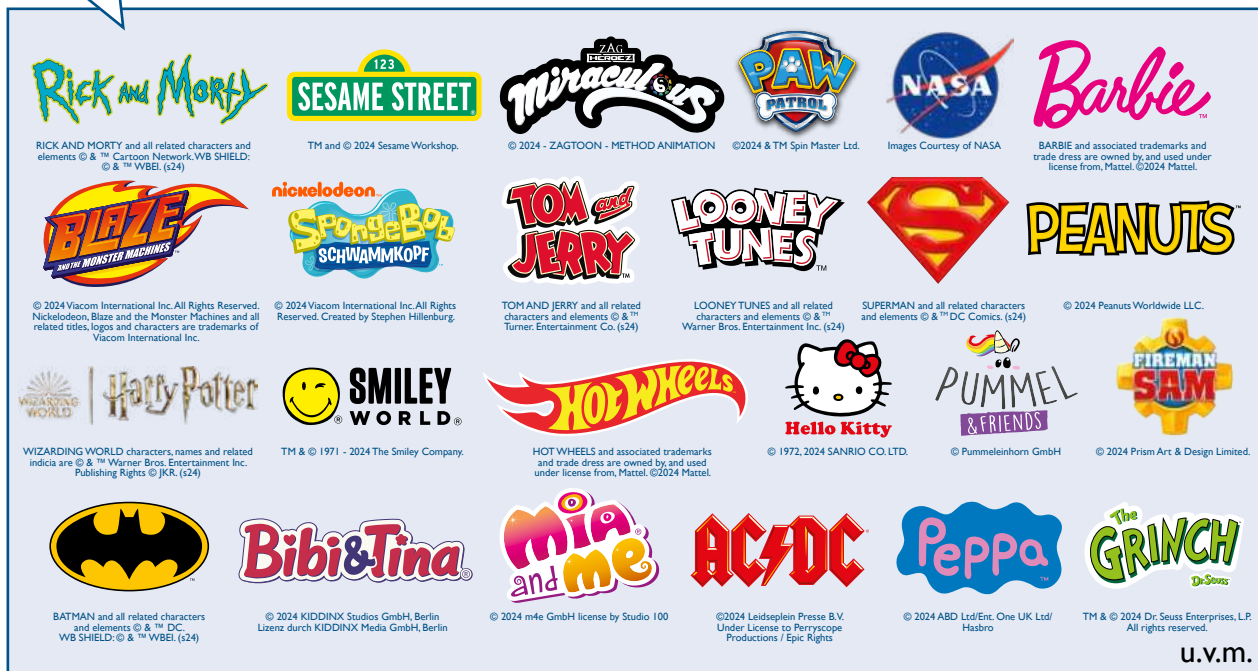 RICK AND MORTY
123
SESAME STREET®
ZAG
HEROEZ
Miraculous™
PAW
PATROL
NASA
Barbie™
RICK AND MORTY and all related characters and
elements © & ™ Cartoon Network. WB SHIELD:
© & ™ WBEI. (s24)
TM and © 2024 Sesame Workshop.
© 2024 - ZAGTOON - METHOD ANIMATION
©2024 & TM Spin Master Ltd.
Images Courtesy of NASA
BARBIE and associated trademarks and
trade dress are owned by, and used under
license from, Mattel. ©2024 Mattel.
BLAZE
AND THE MONSTER MACHINES™
nickelodeon™
SpongeBob
SCHWAMMKOPF™
TOM and
JERRY™
LOONEY
TUNES™
S
PEANUTS™
© 2024 Viacom International Inc. All Rights Reserved.
Nickelodeon, Blaze and the Monster Machines and all
related titles, logos and characters are trademarks of
Viacom International Inc.
© 2024 Viacom International Inc. All Rights
Reserved. Created by Stephen Hillenburg.
TOM AND JERRY and all related
characters and elements © & ™
Turner. Entertainment Co. (s24)
LOONEY TUNES and all related
characters and elements © & ™
Warner Bros. Entertainment Inc. (s24)
SUPERMAN and all related characters
and elements © & ™ DC Comics. (s24)
© 2024 Peanuts Worldwide LLC.
WIZARDING
WORLD
Harry Potter
SMILEY
® WORLD®
HOT WHEELS
Hello Kitty
PUMMEL
& FRIENDS
FIREMAN
SAM
WIZARDING WORLD characters, names and related
indicia are © & ™ Warner Bros. Entertainment Inc.
Publishing Rights © JKR. (s24)
TM & © 1971 - 2024 The Smiley Company.
HOT WHEELS and associated trademarks
and trade dress are owned by, and used
under license from, Mattel. ©2024 Mattel.
© 1972, 2024 SANRIO CO. LTD.
© Pummeleinhorn GmbH
© 2024 Prism Art & Design Limited.
™
Bibi&Tina®
mia®
and me
AC/DC®
Peppa™
The
GRINCH
Dr. Seuss
BATMAN and all related characters
and elements © & ™ DC.
WB SHIELD: © & ™ WBEI. (s24)
© 2024 KIDDINX Studios GmbH, Berlin
Lizenz durch KIDDINX Media GmbH, Berlin
© 2024 m4e GmbH license by Studio 100
©2024 Leidseplein Presse B.V.
Under License to Perryscope
Productions / Epic Rights
© 2024 ABD Ltd/Ent. One UK Ltd/
Hasbro
TM & © 2024 Dr. Seuss Enterprises, L.P.
All rights reserved.
u.v.m.